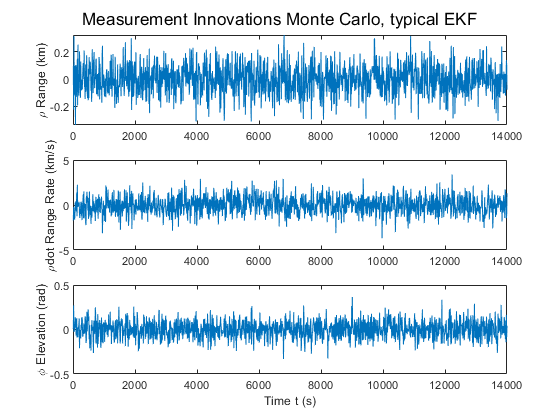 Measurement Innovations Monte Carlo, typical EKF
ρ Range (km)
0.2
0
-0.2
0 2000 4000 6000 8000 10000 12000 14000
ρdot Range Rate (km/s)
5
0
-5
0 2000 4000 6000 8000 10000 12000 14000
ϕ Elevation (rad)
0.5
0
-0.5
0 2000 4000 6000 8000 10000 12000 14000
Time t (s)